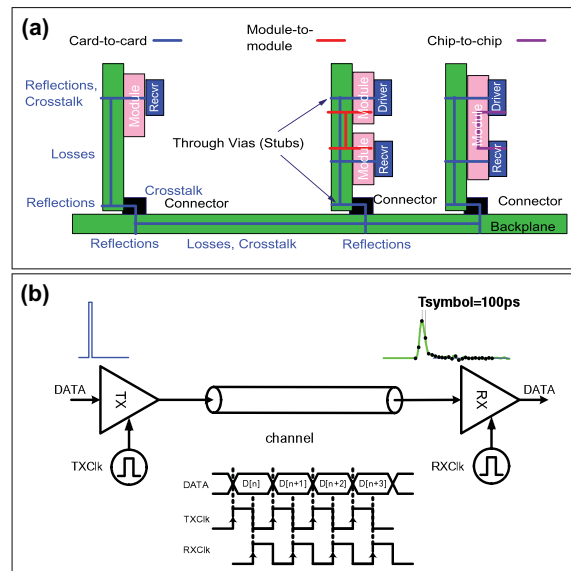 (a)
Card-to-card
Module-to-module
Chip-to-chip
Reflections, Crosstalk
Module
Recvr
Module
Driver
Module
Driver
Through Vias (Stubs)
Losses
Module
Recvr
Recvr
Crosstalk
Reflections
Connector
Connector
Connector
Backplane
Reflections
Losses, Crosstalk
Reflections
(b)
Tsymbol=100ps
DATA
TX
RX
DATA
TXClk
channel
RXClk
DATA
D[n]
D[n+1]
D[n+2]
D[n+3]
TXClk
RXClk